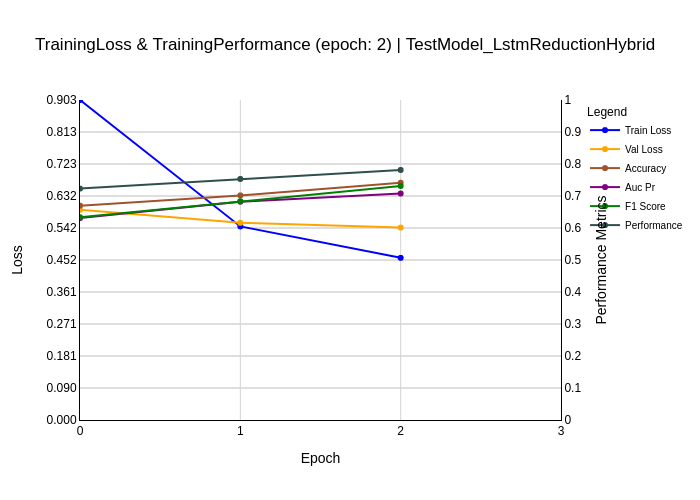 TrainingLoss & TrainingPerformance (epoch: 2) | TestModel_LstmReductionHybrid
0.903
0.813
0.723
0.632
0.542
0.452
0.361
0.271
0.181
0.090
0.000
Loss
0
1
2
3
Epoch
1
0.9
0.8
0.7
0.6
0.5
0.4
0.3
0.2
0.1
0
Performance Metrics
Legend
Train Loss
Val Loss
Accuracy
Auc Pr
F1 Score
Performance